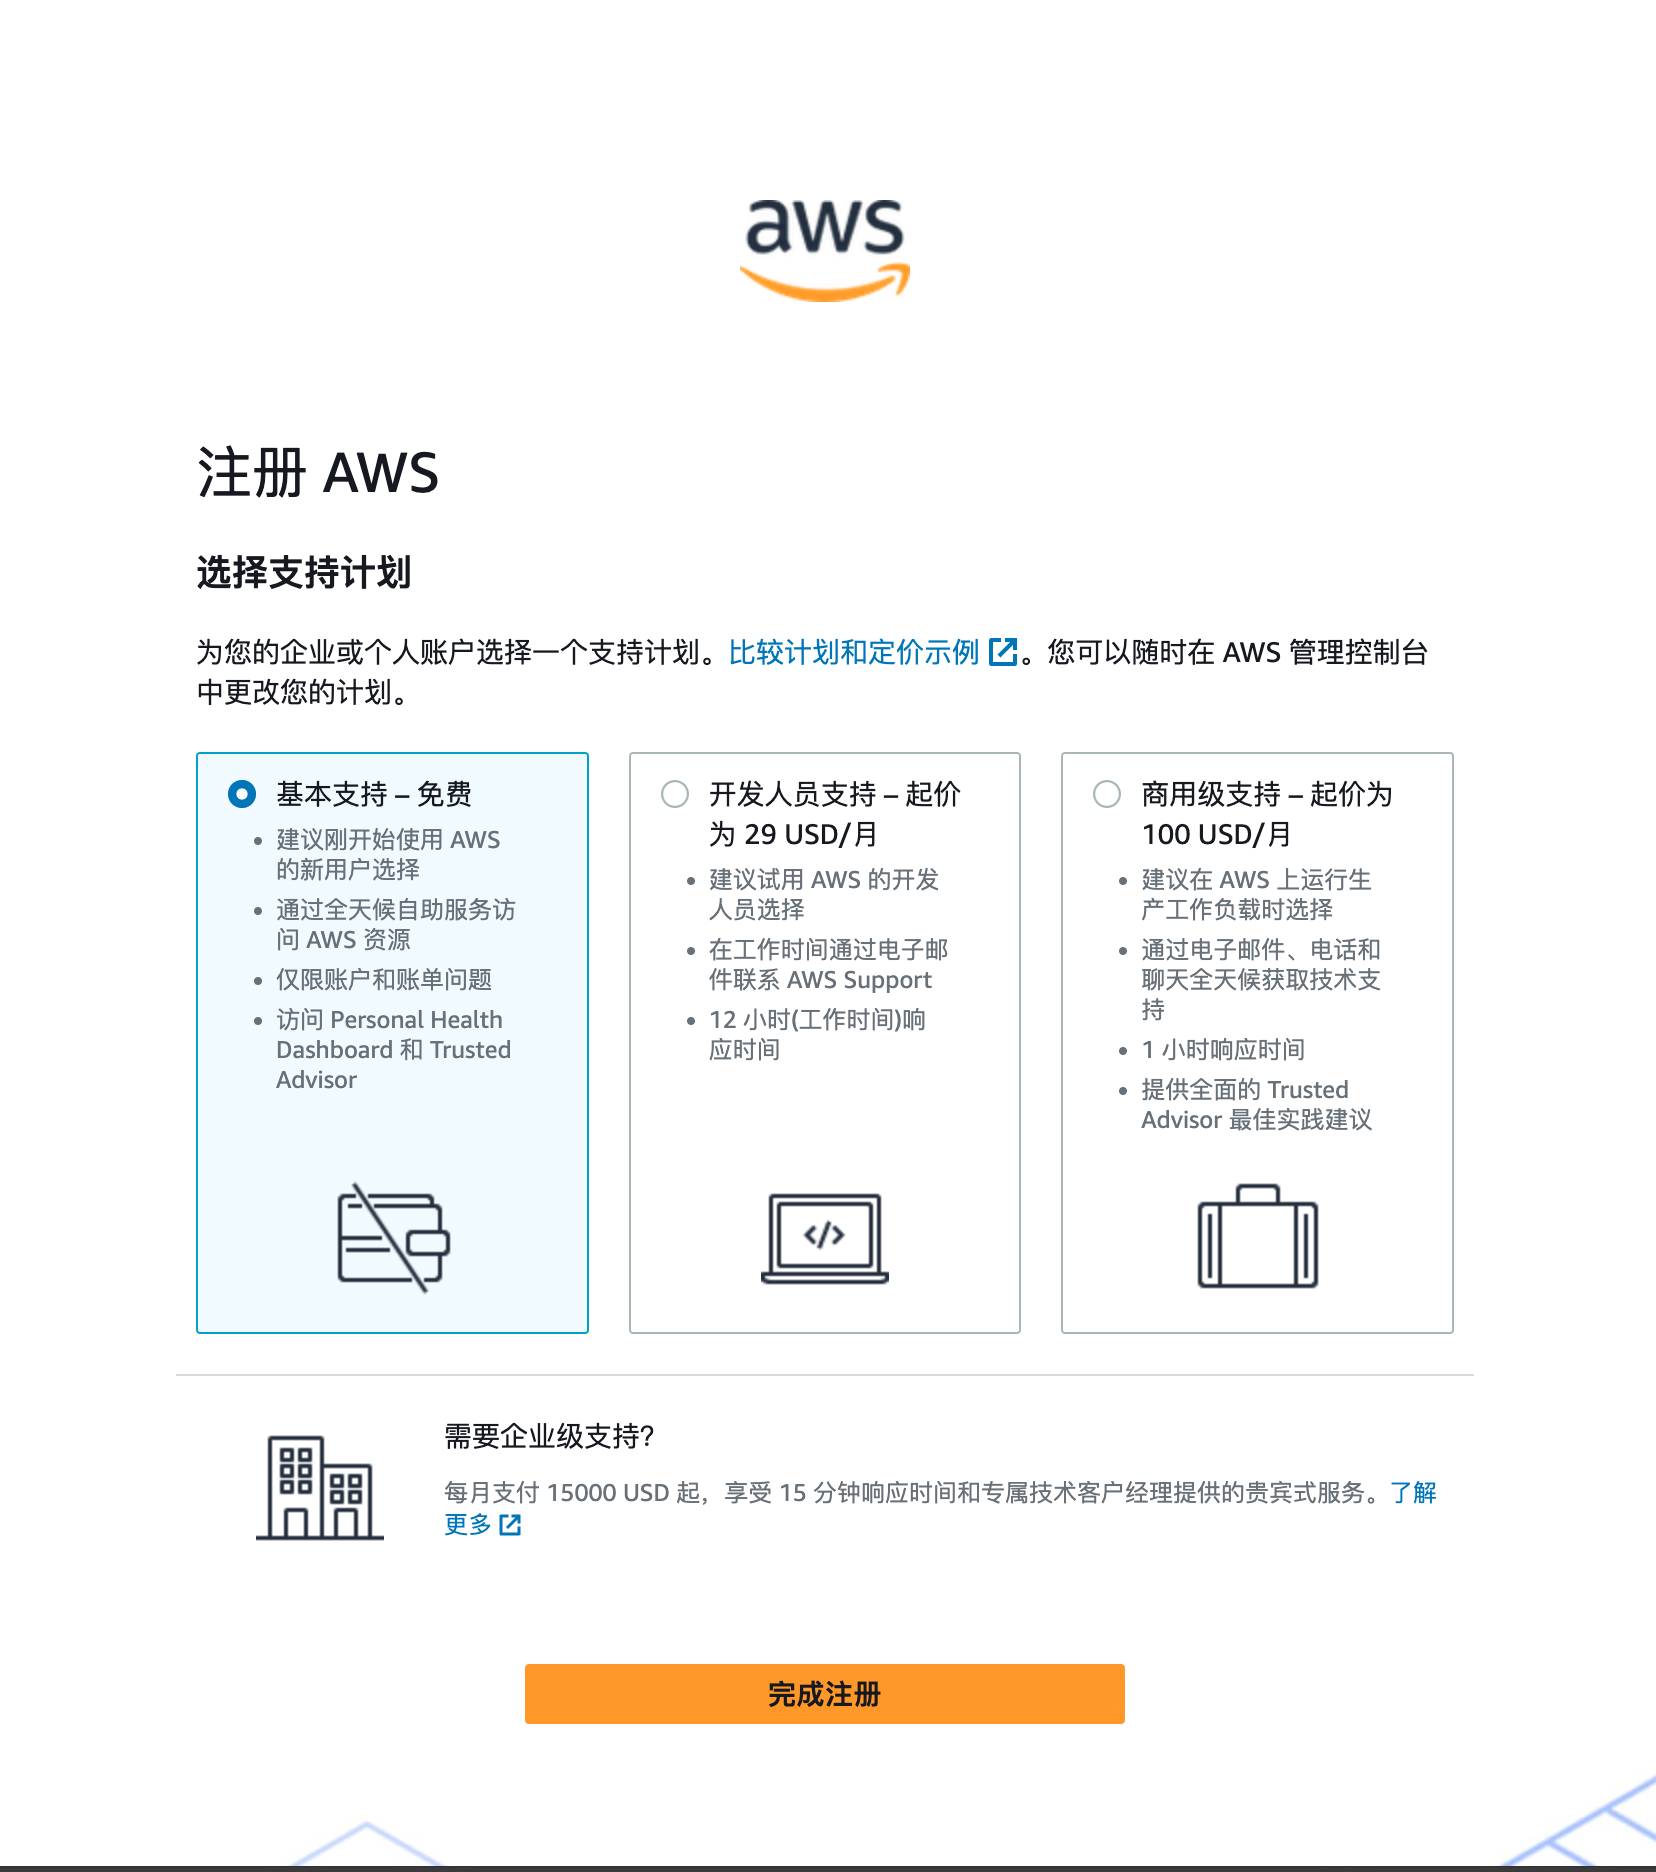 aws
注册 AWS
选择支持计划
为您的企业或个人账户选择一个支持计划。比较计划和定价示例 。您可以随时在 AWS 管理控制台
中更改您的计划。
基本支持 – 免费
建议刚开始使用 AWS
的新用户选择
通过全天候自助服务访
问 AWS 资源
仅限账户和账单问题
访问 Personal Health
Dashboard 和 Trusted
Advisor
开发人员支持 – 起价
为 29 USD/月
建议试用 AWS 的开发
人员选择
在工作时间通过电子邮
件联系 AWS Support
12 小时(工作时间)响
应时间
</>
商用级支持 – 起价为
100 USD/月
建议在 AWS 上运行生
产工作负载时选择
通过电子邮件、电话和
聊天全天候获取技术支
持
1 小时响应时间
提供全面的 Trusted
Advisor 最佳实践建议
需要企业级支持?
每月支付 15000 USD 起，享受 15 分钟响应时间和专属技术客户经理提供的贵宾式服务。了解
更多
完成注册